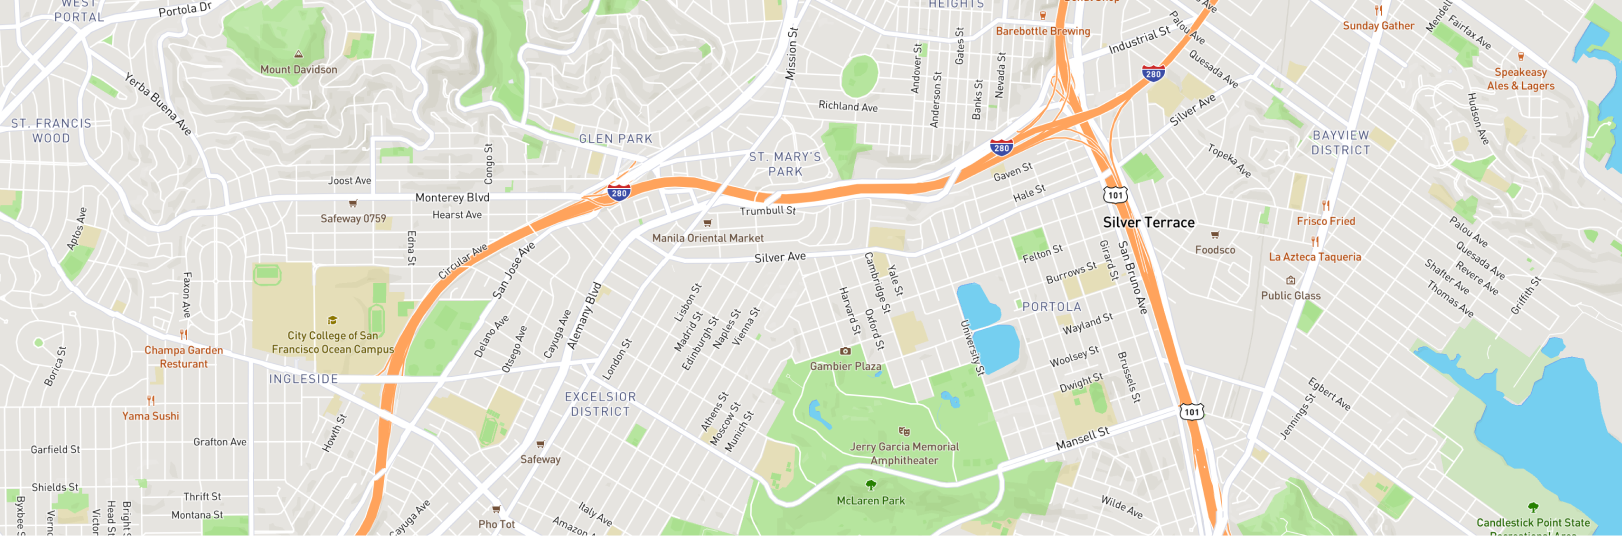 WEST
PORTAL
Portola Dr
Mount Davidson
Yerba Buena Ave
ST. FRANCIS
WOOD
HEIGHTS
Mission St
Richland Ave
Andover St
Anderson St
Gates St
Banks St
Nevada St
Barebottle Brewing
Industrial St
Palou Ave
Quesada Ave
280
Silver Ave
Sunday Gather
Fairfax Ave
Speakeasy
Ales & Lagers
Hudson Ave
BAYVIEW
DISTRICT
Topeka Ave
GLEN PARK
ST. MARY'S
PARK
280
Congo St
Joost Ave
Monterey Blvd
Hearst Ave
Safeway 0759
280
Gaven St
Hale St
101
Silver Terrace
Trumbull St
Manila Oriental Market
Silver Ave
Aptos Ave
Edna St
Circular Ave
San Jose Ave
Faxon Ave
City College of San
Francisco Ocean Campus
Champa Garden
Resturant
INGLESIDE
Borica St
Yama Sushi
Garfield St
Grafton Ave
Howth St
Shields St
Thrift St
Montana St
Byxbee S
Vern
Victo
Head S
Bright S
Cayuga Ave
Delano Ave
Otsego Ave
Cayuga Ave
Alemany Blvd
London St
Lisbon St
Madrid St
Edinburgh St
Naples St
Vienna St
EXCELSIOR
DISTRICT
Athens St
Moscow St
Munich St
Safeway
Pho Tot
Italy Ave
Amazon A
Cambridge St
Yale St
Harvard St
Oxford St
University St
Gambier Plaza
Jerry Garcia Memorial
Amphitheater
McLaren Park
Felton St
Burrows St
Girard St
San Bruno Ave
PORTOLA
Wayland St
Woolsey St
Dwight St
Brussels St
Mansell St
101
Wilde Ave
Foodsco
Frisco Fried
La Azteca Taqueria
Public Glass
Palou Ave
Quesada Ave
Revere Ave
Shafter Ave
Thomas Ave
Griffith St
Egbert Ave
Jennings St
Candlestick Point State